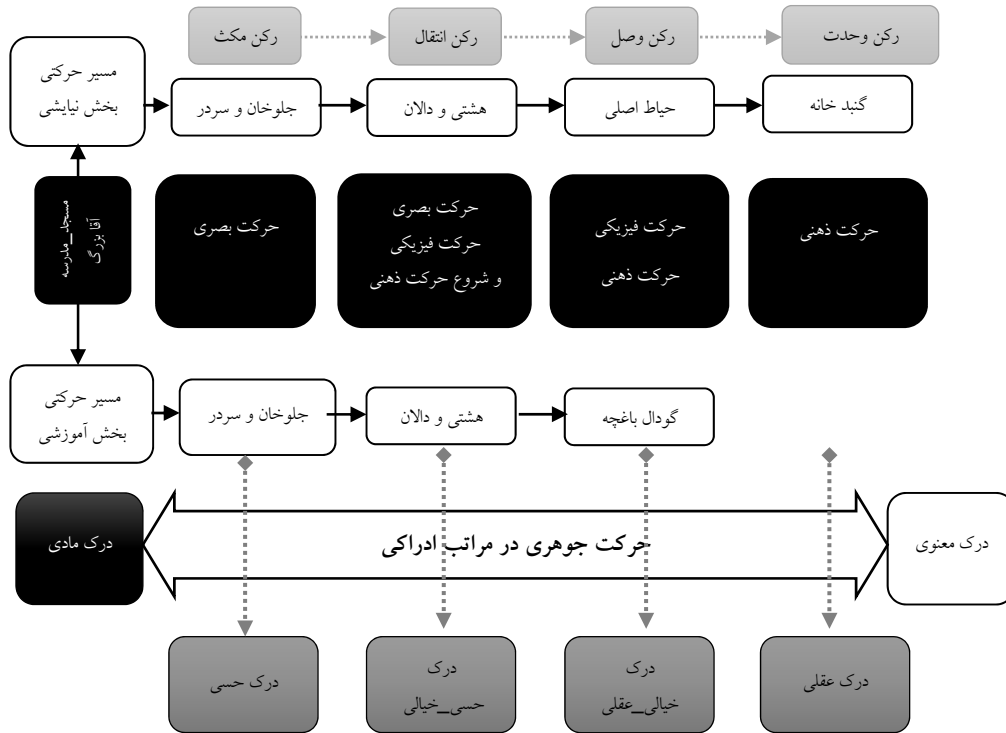 رکن مکث
رکن انتقال
رکن وصل
رکن وحدت
مسیر حرکتی
بخش نیایشی
جلوخان و سردر
هشتی و دالان
حیاط اصلی
گنبد خانه
مسجد_مدرسه
آقا بزرگ
حرکت بصری
حرکت بصری
حرکت فیزیکی
و شروع حرکت ذهنی
حرکت فیزیکی
حرکت ذهنی
حرکت ذهنی
مسیر حرکتی
بخش آموزشی
جلوخان و سردر
هشتی و دالان
گودال باغچه
درک مادی
حرکت جوهری در مراتب ادراکی
درک معنوی
درک حسی
درک
حسی_خیالی
درک
خیالی_عقلی
درک عقلی